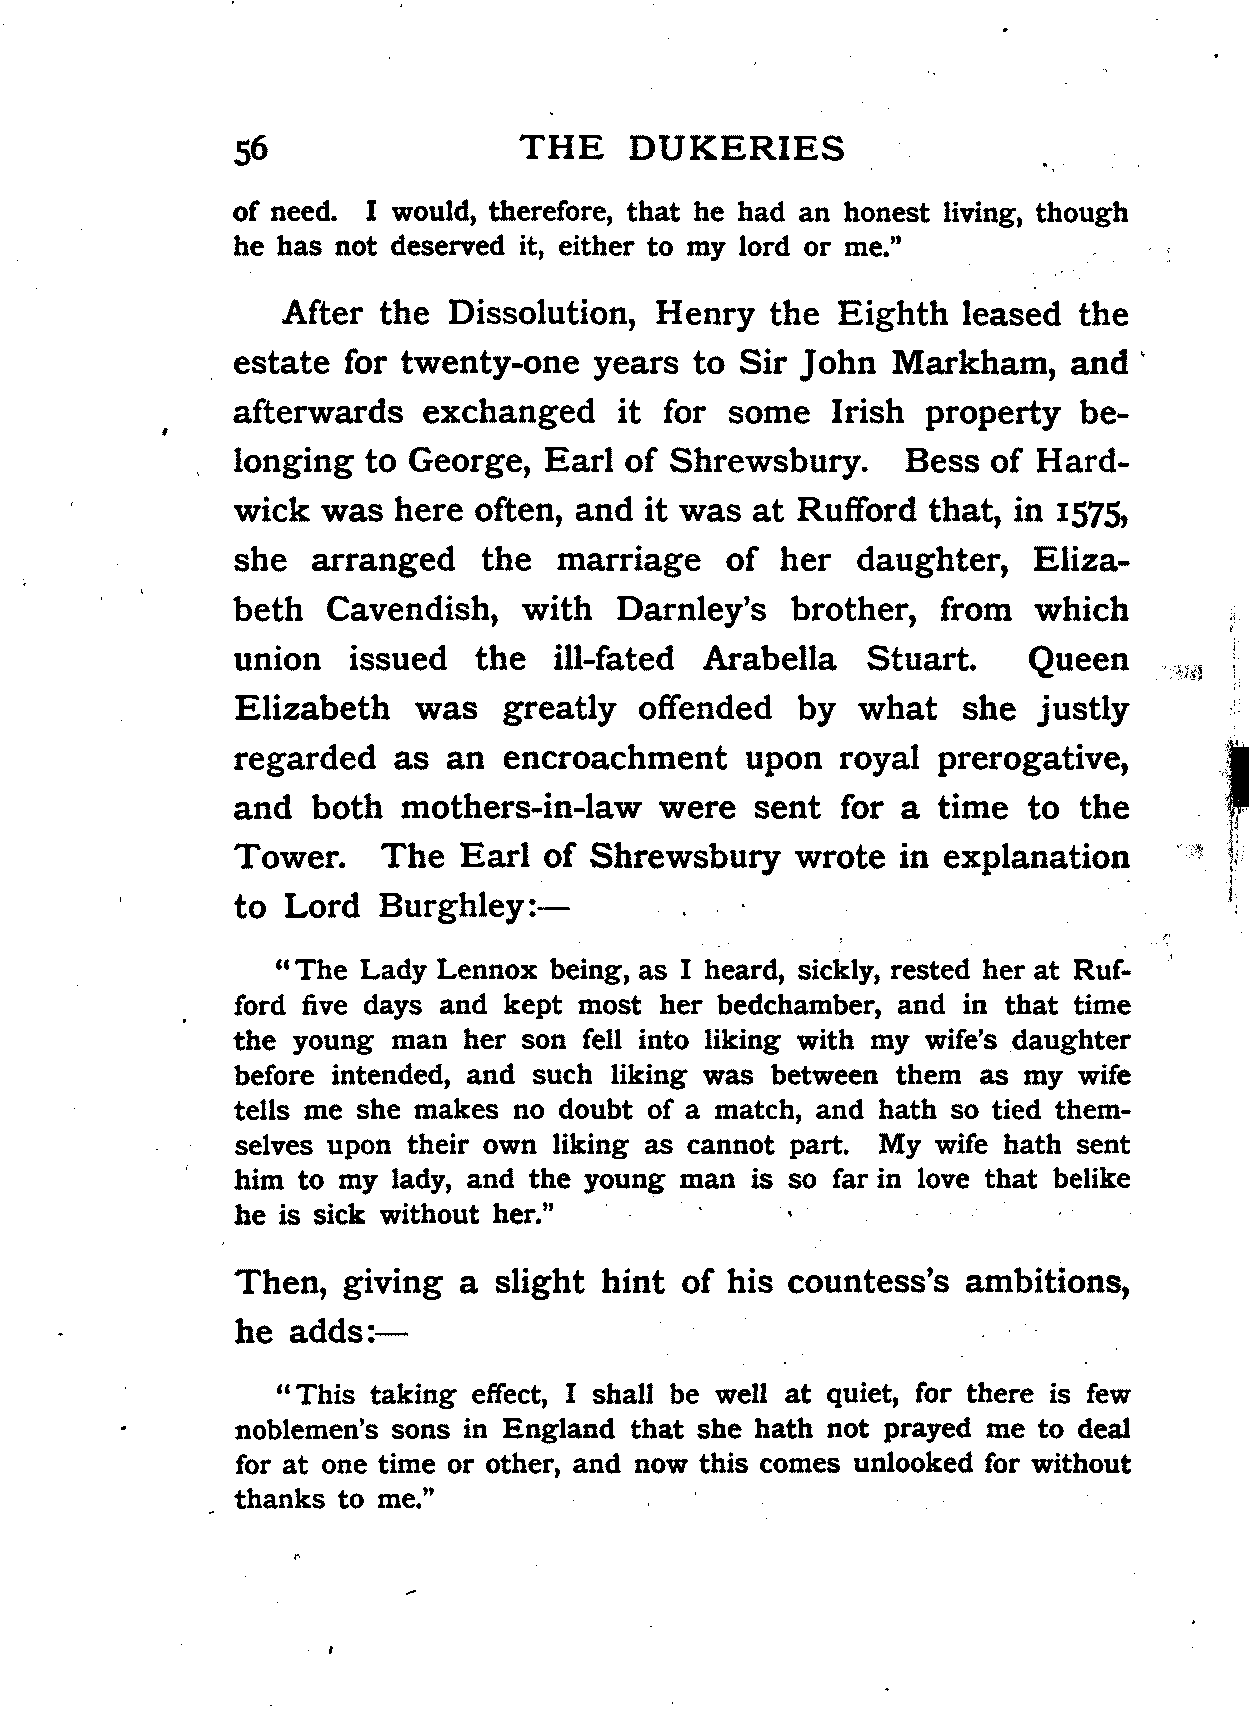 56 THE DUKERIES
of need. I would, therefore, that he had an honest living, though
he has not deserved it, either to my lord or me."
After the Dissolution, Henry the Eighth leased the
estate for twenty-one years to Sir John Markham, and
afterwards exchanged it for some Irish property be-
longing to George, Earl of Shrewsbury. Bess of Hard-
wick was here often, and it was at Rufford that, in 1575,
she arranged the marriage of her daughter, Eliza-
beth Cavendish, with Darnley's brother, from which
union issued the ill-fated Arabella Stuart. Queen
Elizabeth was greatly offended by what she justly
regarded as an encroachment upon royal prerogative,
and both mothers-in-law were sent for a time to the
Tower. The Earl of Shrewsbury wrote in explanation
to Lord Burghley:—
"The Lady Lennox being, as I heard, sickly, rested her at Ruf-
ford five days and kept most her bedchamber, and in that time
the young man her son fell into liking with my wife's daughter
before intended, and such liking was between them as my wife
tells me she makes no doubt of a match, and hath so tied them-
selves upon their own liking as cannot part. My wife hath sent
him to my lady, and the young man is so far in love that belike
he is sick without her."
Then, giving a slight hint of his countess's ambitions,
he adds:—
"This taking effect, I shall be well at quiet, for there is few
noblemen's sons in England that she hath not prayed me to deal
for at one time or other, and now this comes unlooked for without
thanks to me."